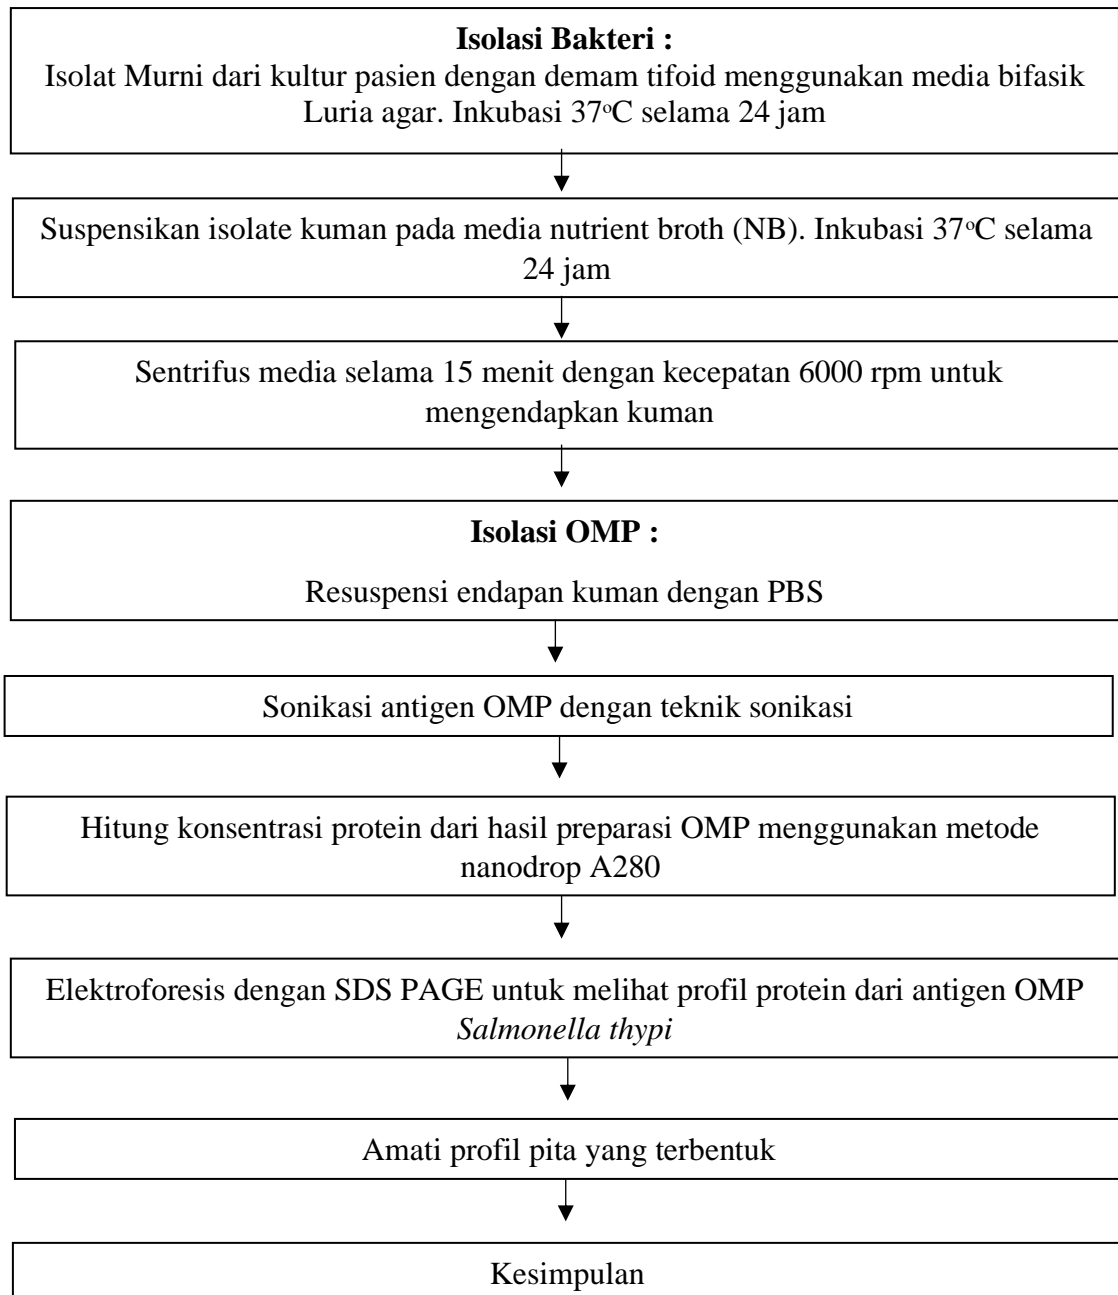 Isolasi Bakteri :
Isolat Murni dari kultur pasien dengan demam tifoid menggunakan media bifasik
Luria agar. Inkubasi 37°C selama 24 jam
Suspensikan isolate kuman pada media nutrient broth (NB). Inkubasi 37°C selama
24 jam
Sentrifus media selama 15 menit dengan kecepatan 6000 rpm untuk
mengendapkan kuman
Isolasi OMP :
Resuspensi endapan kuman dengan PBS
Sonikasi antigen OMP dengan teknik sonikasi
Hitung konsentrasi protein dari hasil preparasi OMP menggunakan metode
nanodrop A280
Elektroforesis dengan SDS PAGE untuk melihat profil protein dari antigen OMP
Salmonella thypi
Amati profil pita yang terbentuk
Kesimpulan